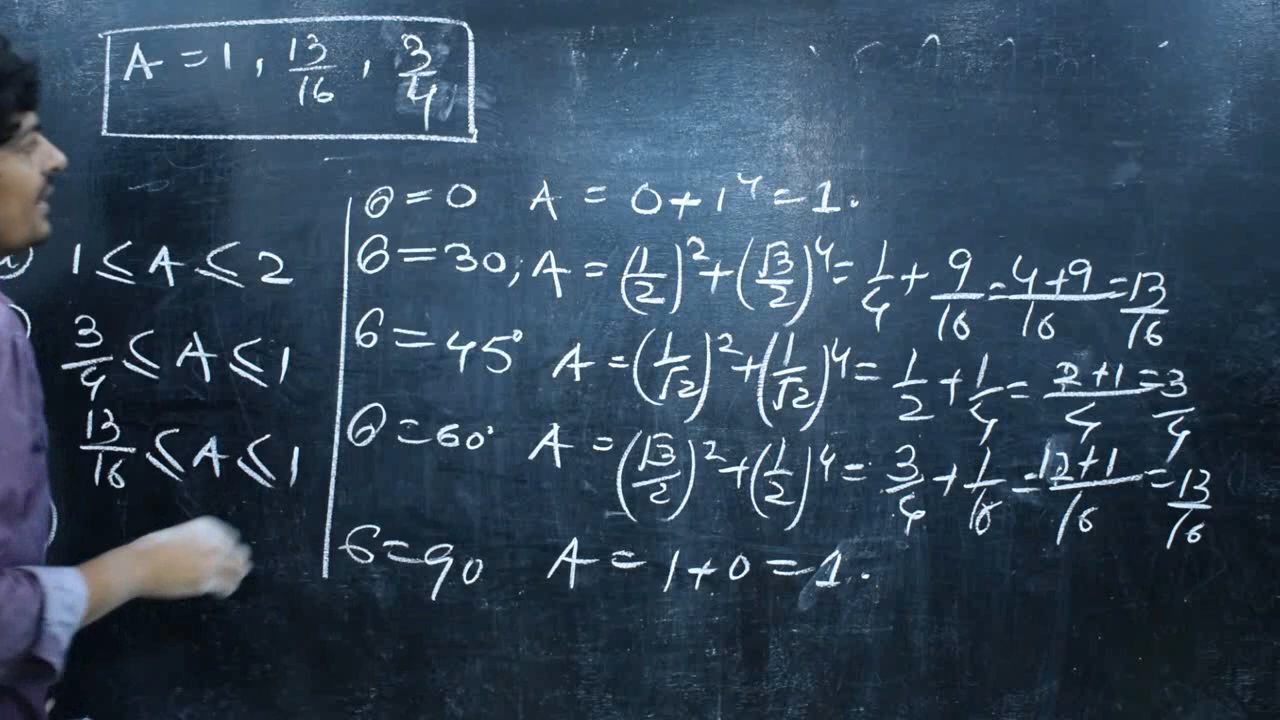 A = 1, 13/16, 3/4
1 ≤ A ≤ 2
3/4 ≤ A ≤ 1
13/16 ≤ A ≤ 1
θ = 0 A = 0 + 1⁴ = 1.
θ = 30, A = (1/2)² + (√3/2)⁴ = 1/4 + 9/16 = (4+9)/16 = 13/16
θ = 45° A = (1/√2)² + (1/√2)⁴ = 1/2 + 1/4 = (2+1)/4 = 3/4
θ = 60° A = (√3/2)² + (1/2)⁴ = 3/4 + 1/16 = (12+1)/16 = 13/16
θ = 90 A = 1 + 0 = 1.